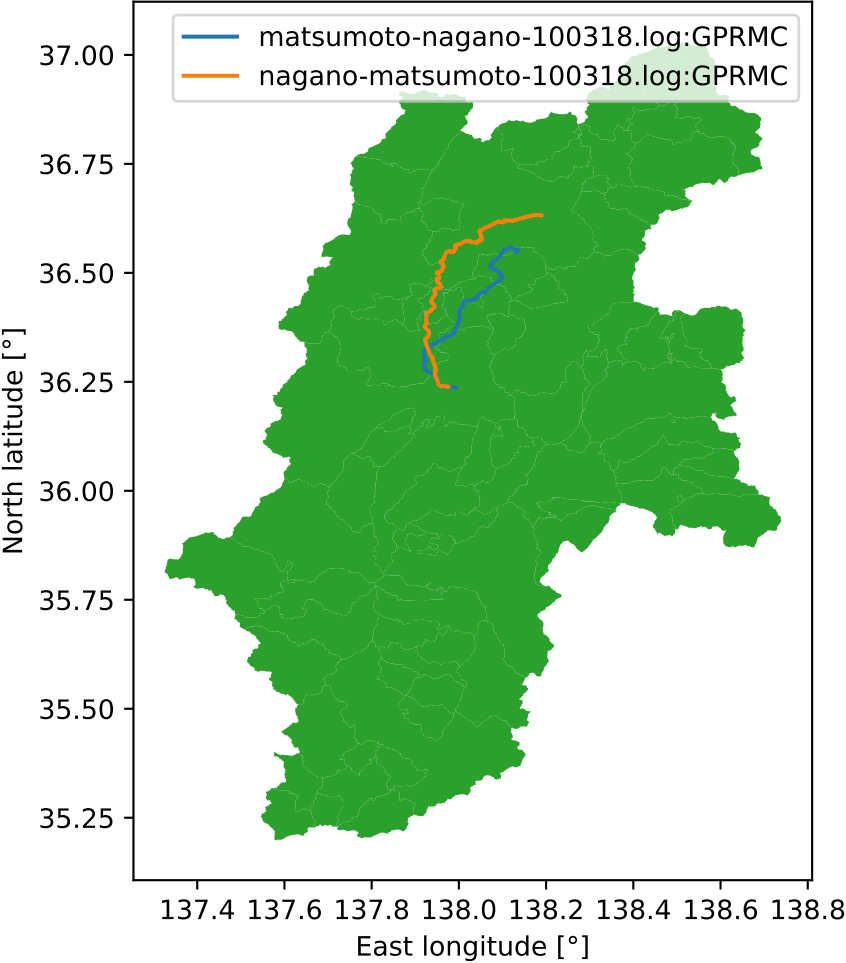 matsumoto-nagano-100318.log:GPRMC
nagano-matsumoto-100318.log:GPRMC
37.00
36.75
36.50
36.25
36.00
35.75
35.50
35.25
North latitude [°]
137.4 137.6 137.8 138.0 138.2 138.4 138.6 138.8
East longitude [°]